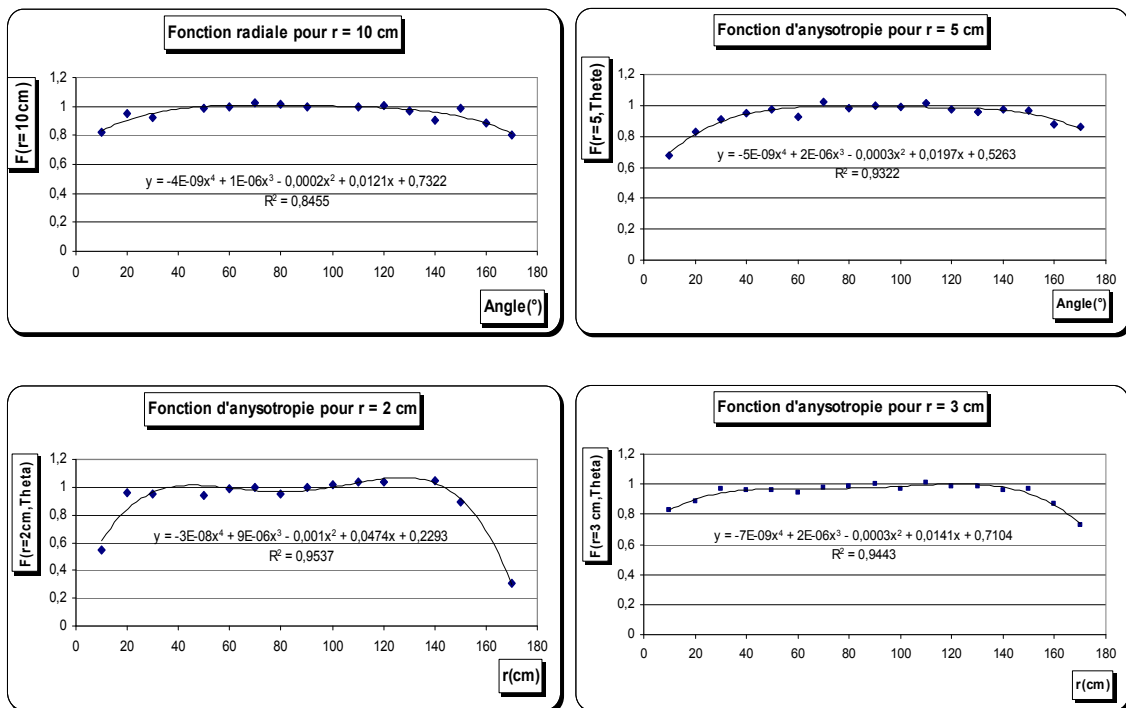 Fonction radiale pour r = 10 cm
F(r=10cm)
1,2
1
0,8
0,6
0,4
0,2
0
y = -4E-09x⁴ + 1E-06x³ - 0,0002x² + 0,0121x + 0,7322
R² = 0,8455
0 20 40 60 80 100 120 140 160 180
Angle(°)
Fonction d'anysotropie pour r = 5 cm
F(r=5,Thete)
1,2
1
0,8
0,6
0,4
0,2
0
y = -5E-09x⁴ + 2E-06x³ - 0,0003x² + 0,0197x + 0,5263
R² = 0,9322
0 20 40 60 80 100 120 140 160 180
Angle(°)
Fonction d'anysotropie pour r = 2 cm
F(r=2cm,Theta)
1,2
1
0,8
0,6
0,4
0,2
0
y = -3E-08x⁴ + 9E-06x³ - 0,001x² + 0,0474x + 0,2293
R² = 0,9537
0 20 40 60 80 100 120 140 160 180
r(cm)
Fonction d'anysotropie pour r = 3 cm
F(r=3 cm,Theta)
1,2
1
0,8
0,6
0,4
0,2
0
y = -7E-09x⁴ + 2E-06x³ - 0,0003x² + 0,0141x + 0,7104
R² = 0,9443
0 20 40 60 80 100 120 140 160 180
r(cm)